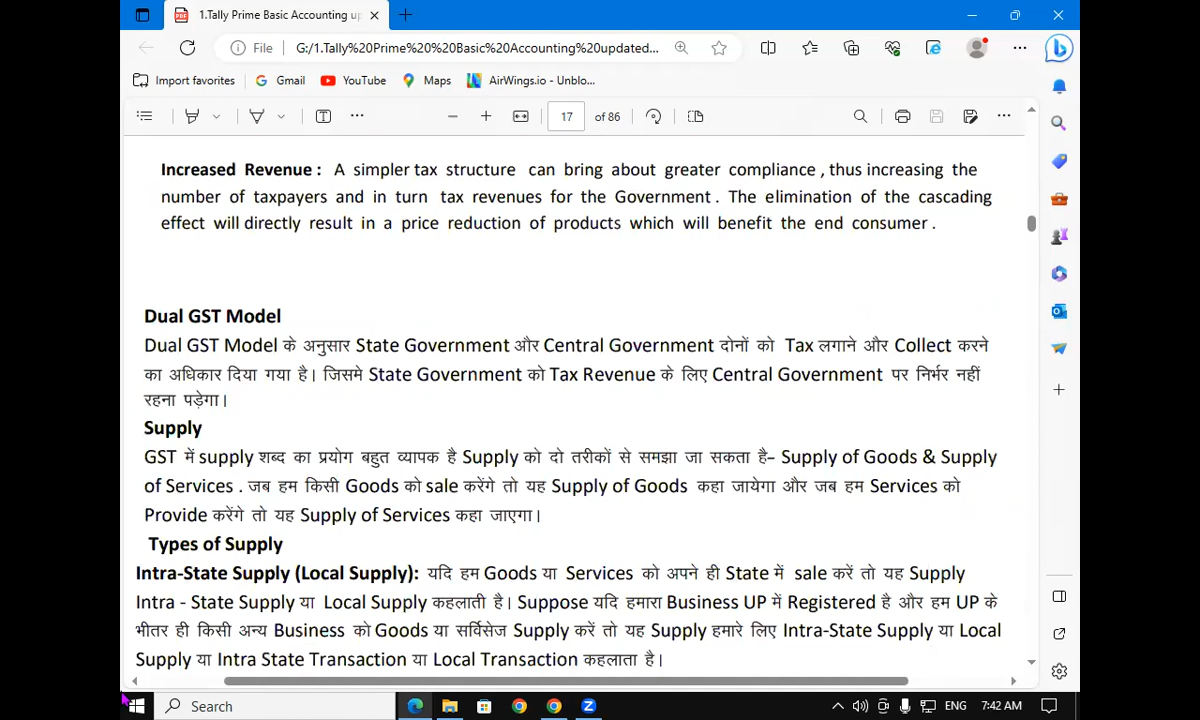 1.Tally Prime Basic Accounting up
File
G:/1.Tally%20Prime%20%20Basic%20Accounting%20updated...
Import favorites
Gmail
YouTube
Maps
AirWings.io - Unblo...
17 of 86
Increased Revenue : A simpler tax structure can bring about greater compliance , thus increasing the
number of taxpayers and in turn tax revenues for the Government . The elimination of the cascading
effect will directly result in a price reduction of products which will benefit the end consumer .
Dual GST Model
Dual GST Model के अनुसार State Government और Central Government दोनों को Tax लगाने और Collect करने
का अधिकार दिया गया है। जिसमे State Government को Tax Revenue के लिए Central Government पर निर्भर नहीं
रहना पड़ेगा।
Supply
GST में supply शब्द का प्रयोग बहुत व्यापक है Supply को दो तरीकों से समझा जा सकता है– Supply of Goods & Supply
of Services . जब हम किसी Goods को sale करेंगे तो यह Supply of Goods कहा जायेगा और जब हम Services को
Provide करेंगे तो यह Supply of Services कहा जाएगा।
Types of Supply
Intra-State Supply (Local Supply): यदि हम Goods या Services को अपने ही State में sale करें तो यह Supply
Intra - State Supply या Local Supply कहलाती है। Suppose यदि हमारा Business UP में Registered है और हम UP के
भीतर ही किसी अन्य Business को Goods या सर्विसेज Supply करें तो यह Supply हमारे लिए Intra-State Supply या Local
Supply या Intra State Transaction या Local Transaction कहलाता है।
Search
ENG
7:42 AM